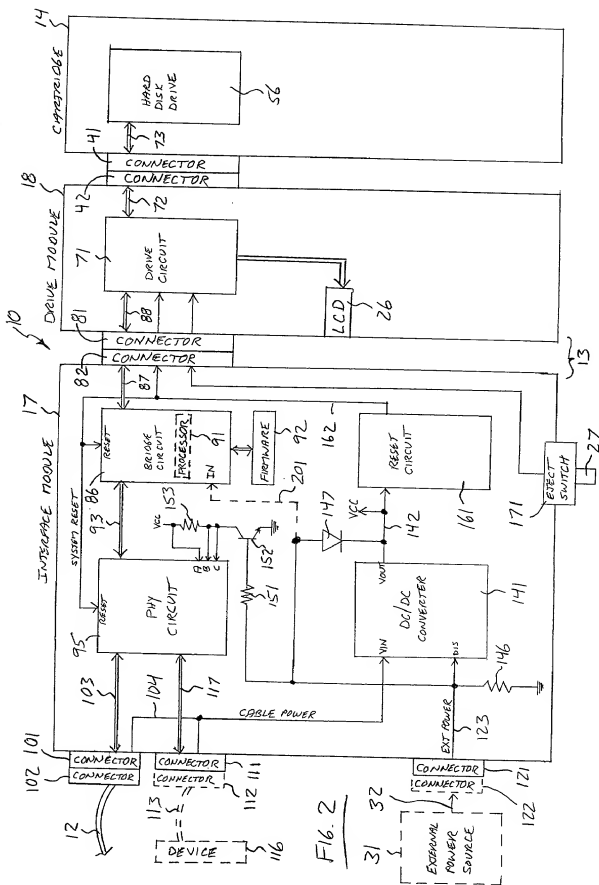 10
INTERFACE MODULE
17
DRIVE MODULE
18
CARTRIDGE
14
SYSTEM RESET
95
RESET
PHY
CIRCUIT
A
B
C
93
86
RESET
BRIDGE
CIRCUIT
PROCESSOR
91
IN
FIRMWARE
92
87
82
CONNECTOR
81
CONNECTOR
88
71
DRIVE
CIRCUIT
72
42
CONNECTOR
41
CONNECTOR
73
HARD
DISK
DRIVE
56
LCD
26
VCC
153
152
151
201
147
VCC
142
162
RESET
CIRCUIT
161
VOUT
DC/DC
CONVERTER
VIN
DIS
141
146
103
104
117
CABLE POWER
EXT POWER
123
101
CONNECTOR
102
CONNECTOR
12
CONNECTOR
111
CONNECTOR
112
113
DEVICE
116
CONNECTOR
121
CONNECTOR
122
32
31
EXTERNAL
POWER
SOURCE
EJECT
SWITCH
171
27
13
FIG. 2